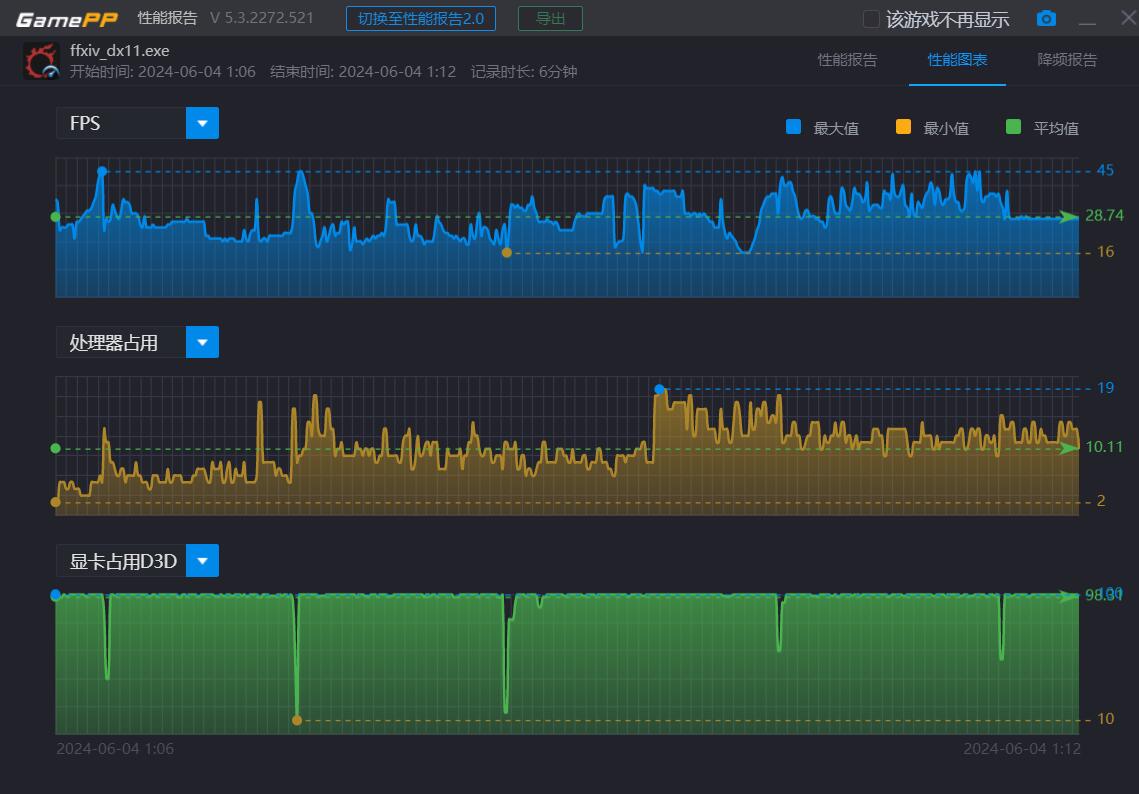 GamePP 性能报告 V 5.3.2272.521 切换至性能报告2.0 导出 该游戏不再显示
ffxiv_dx11.exe
开始时间: 2024-06-04 1:06 结束时间: 2024-06-04 1:12 记录时长: 6分钟
性能报告 性能图表 降频报告
FPS
最大值 最小值 平均值
45
28.74
16
处理器占用
19
10.11
2
显卡占用D3D
100
98.31
10
2024-06-04 1:06 2024-06-04 1:12